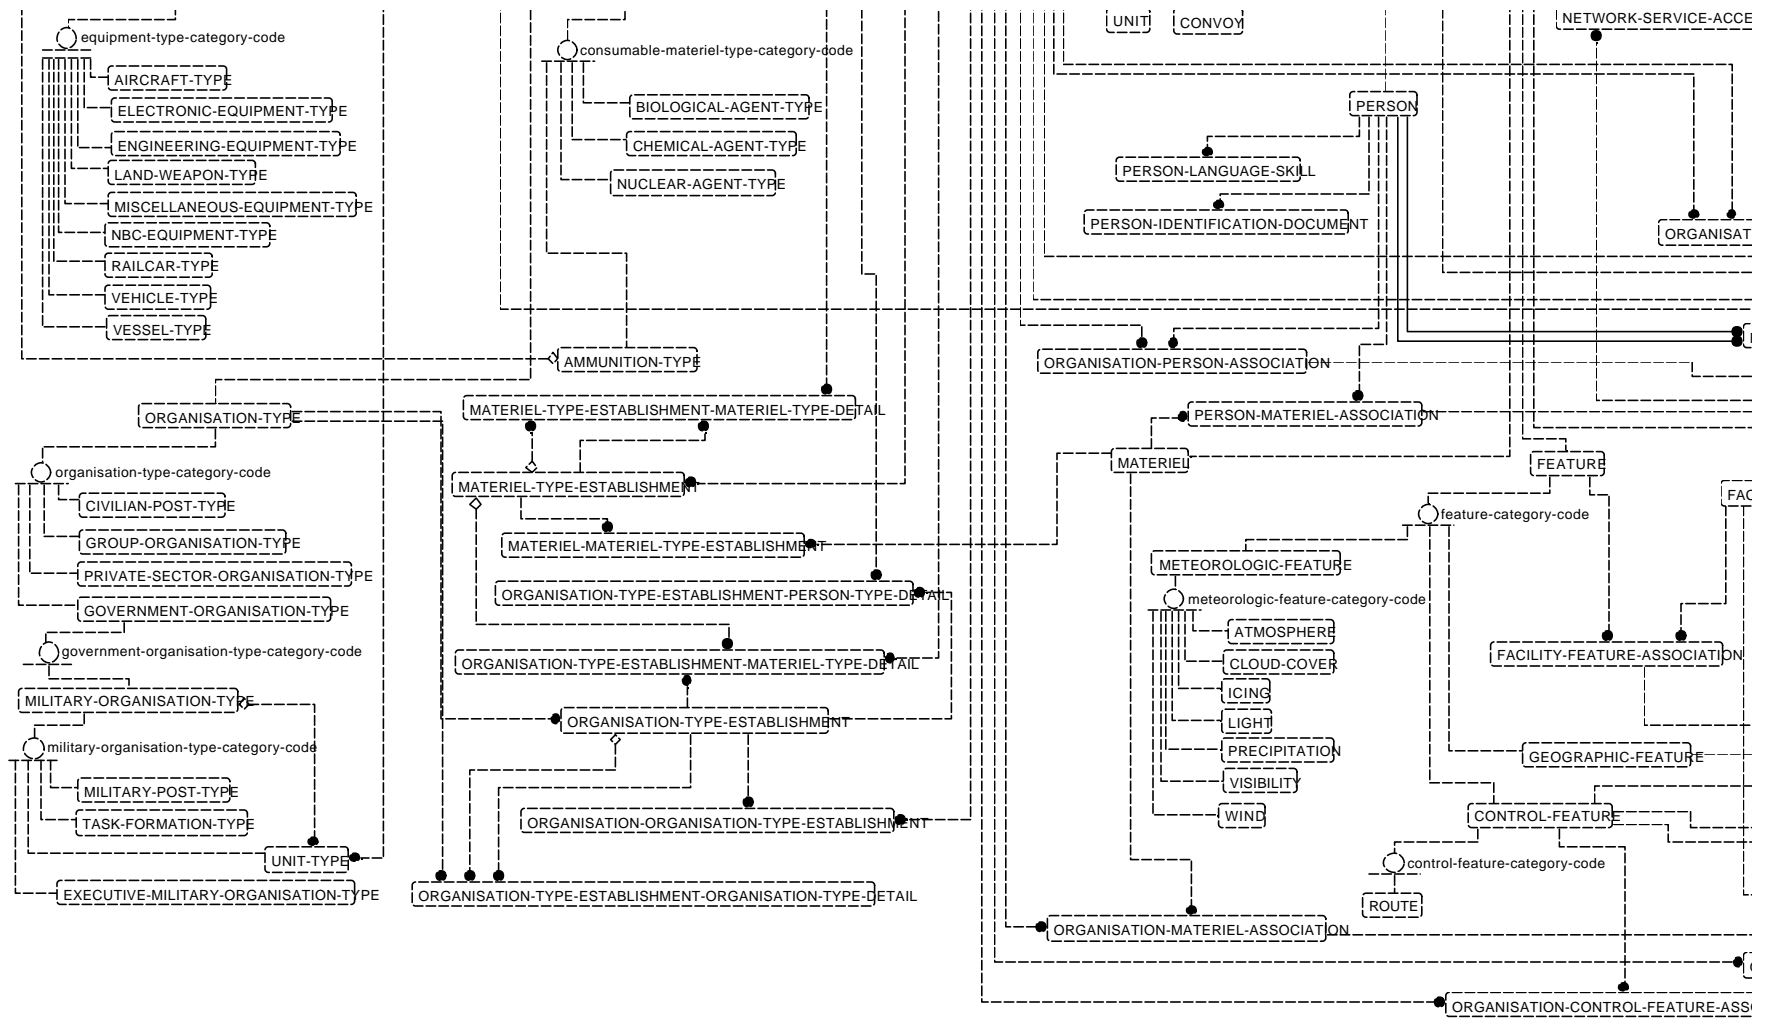 equipment-type-category-code
AIRCRAFT-TYPE
ELECTRONIC-EQUIPMENT-TYPE
ENGINEERING-EQUIPMENT-TYPE
LAND-WEAPON-TYPE
MISCELLANEOUS-EQUIPMENT-TYPE
NBC-EQUIPMENT-TYPE
RAILCAR-TYPE
VEHICLE-TYPE
VESSEL-TYPE
consumable-materiel-type-category-code
BIOLOGICAL-AGENT-TYPE
CHEMICAL-AGENT-TYPE
NUCLEAR-AGENT-TYPE
AMMUNITION-TYPE
ORGANISATION-TYPE
organisation-type-category-code
CIVILIAN-POST-TYPE
GROUP-ORGANISATION-TYPE
PRIVATE-SECTOR-ORGANISATION-TYPE
GOVERNMENT-ORGANISATION-TYPE
government-organisation-type-category-code
MILITARY-ORGANISATION-TYPE
military-organisation-type-category-code
MILITARY-POST-TYPE
TASK-FORMATION-TYPE
UNIT-TYPE
EXECUTIVE-MILITARY-ORGANISATION-TYPE
MATERIEL-TYPE-ESTABLISHMENT-MATERIEL-TYPE-DETAIL
MATERIEL-TYPE-ESTABLISHMENT
MATERIEL-MATERIEL-TYPE-ESTABLISHMENT
ORGANISATION-TYPE-ESTABLISHMENT-PERSON-TYPE-DETAIL
ORGANISATION-TYPE-ESTABLISHMENT-MATERIEL-TYPE-DETAIL
ORGANISATION-TYPE-ESTABLISHMENT
ORGANISATION-ORGANISATION-TYPE-ESTABLISHMENT
ORGANISATION-TYPE-ESTABLISHMENT-ORGANISATION-TYPE-DETAIL
UNIT
CONVOY
NETWORK-SERVICE-ACCE
PERSON
PERSON-LANGUAGE-SKILL
PERSON-IDENTIFICATION-DOCUMENT
ORGANISAT
ORGANISATION-PERSON-ASSOCIATION
PERSON-MATERIEL-ASSOCIATION
MATERIEL
FEATURE
FAC
feature-category-code
METEOROLOGIC-FEATURE
meteorologic-feature-category-code
ATMOSPHERE
CLOUD-COVER
ICING
LIGHT
PRECIPITATION
VISIBILITY
WIND
FACILITY-FEATURE-ASSOCIATION
GEOGRAPHIC-FEATURE
CONTROL-FEATURE
control-feature-category-code
ROUTE
ORGANISATION-MATERIEL-ASSOCIATION
ORGANISATION-CONTROL-FEATURE-ASSO